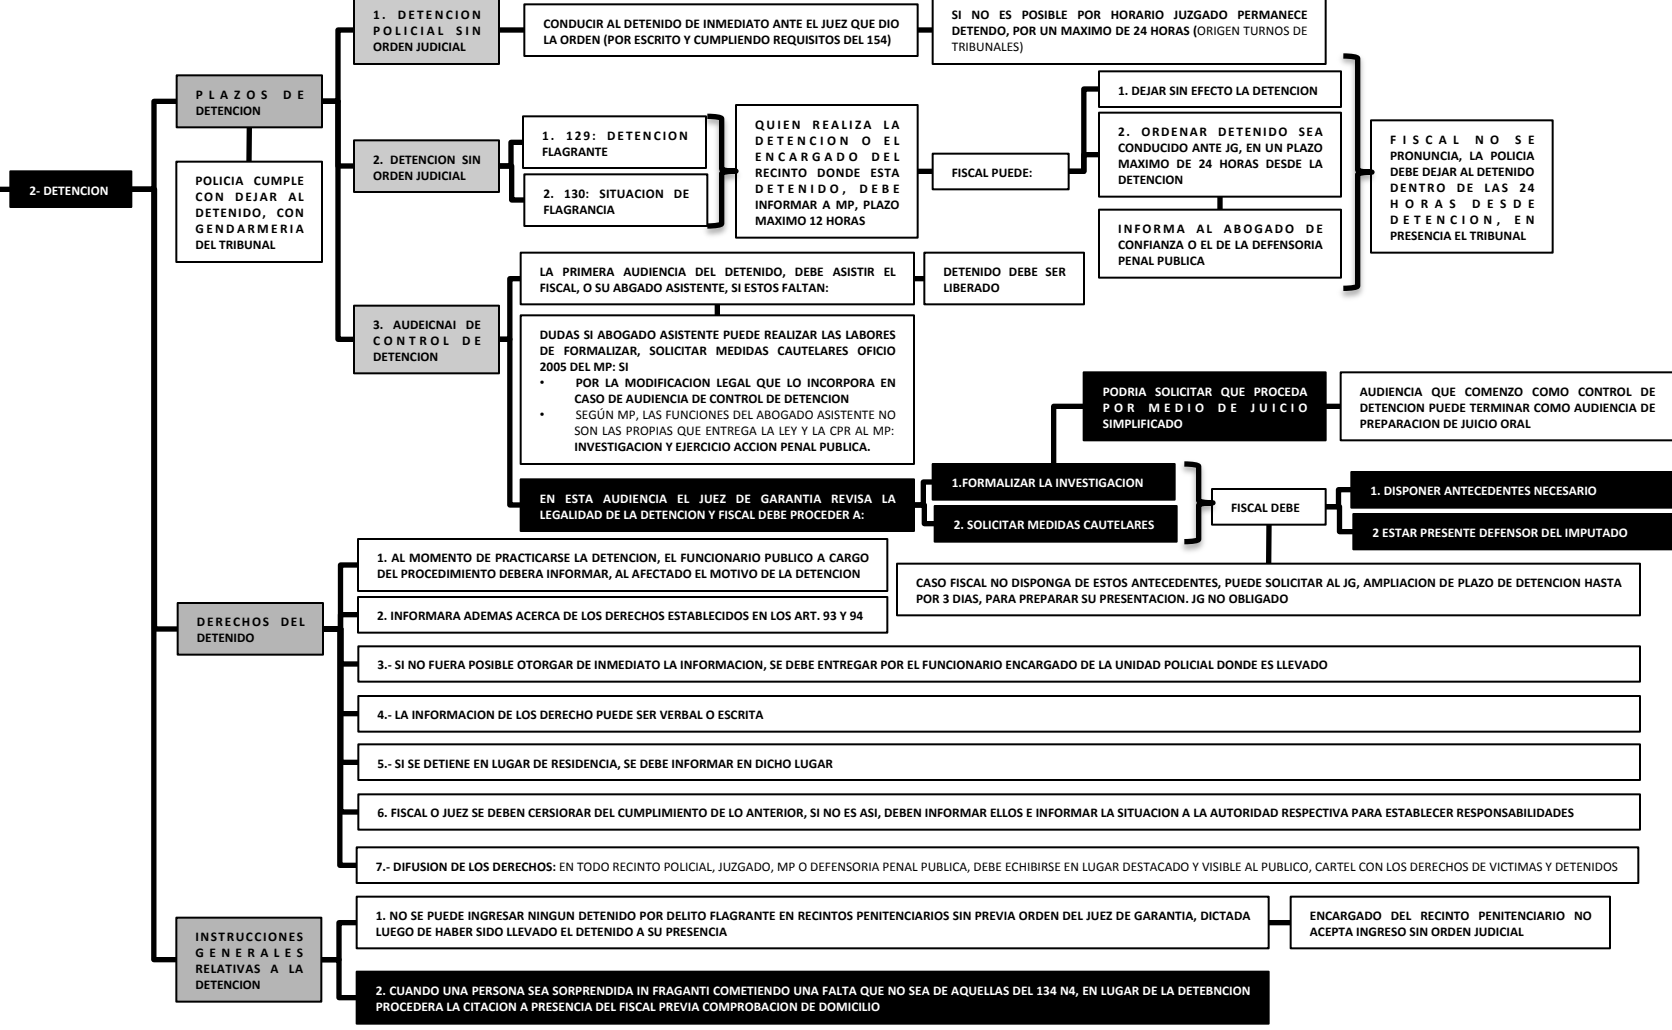 2- DETENCION
PLAZOS DE
DETENCION
POLICIA CUMPLE
CON DEJAR AL
DETENIDO, CON
GENDARMERIA
DEL TRIBUNAL
1. DETENCION
POLICIAL SIN
ORDEN JUDICIAL
CONDUCIR AL DETENIDO DE INMEDIATO ANTE EL JUEZ QUE DIO
LA ORDEN (POR ESCRITO Y CUMPLIENDO REQUISITOS DEL 154)
SI NO ES POSIBLE POR HORARIO JUZGADO PERMANECE
DETENDO, POR UN MAXIMO DE 24 HORAS (ORIGEN TURNOS DE
TRIBUNALES)
2. DETENCION SIN
ORDEN JUDICIAL
1. 129: DETENCION
FLAGRANTE
2. 130: SITUACION DE
FLAGRANCIA
QUIEN REALIZA LA
DETENCION O EL
ENCARGADO DEL
RECINTO DONDE ESTA
DETENIDO, DEBE
INFORMAR A MP, PLAZO
MAXIMO 12 HORAS
FISCAL PUEDE:
1. DEJAR SIN EFECTO LA DETENCION
2. ORDENAR DETENIDO SEA
CONDUCIDO ANTE JG, EN UN PLAZO
MAXIMO DE 24 HORAS DESDE LA
DETENCION
INFORMA AL ABOGADO DE
CONFIANZA O EL DE LA DEFENSORIA
PENAL PUBLICA
FISCAL NO SE
PRONUNCIA, LA POLICIA
DEBE DEJAR AL DETENIDO
DENTRO DE LAS 24
HORAS DESDE
DETENCION, EN
PRESENCIA EL TRIBUNAL
3. AUDEICNAI DE
CONTROL DE
DETENCION
LA PRIMERA AUDIENCIA DEL DETENIDO, DEBE ASISTIR EL
FISCAL, O SU ABGADO ASISTENTE, SI ESTOS FALTAN:
DETENIDO DEBE SER
LIBERADO
DUDAS SI ABOGADO ASISTENTE PUEDE REALIZAR LAS LABORES
DE FORMALIZAR, SOLICITAR MEDIDAS CAUTELARES OFICIO
2005 DEL MP: SI
• POR LA MODIFICACION LEGAL QUE LO INCORPORA EN
CASO DE AUDIENCIA DE CONTROL DE DETENCION
• SEGÚN MP, LAS FUNCIONES DEL ABOGADO ASISTENTE NO
SON LAS PROPIAS QUE ENTREGA LA LEY Y LA CPR AL MP:
INVESTIGACION Y EJERCICIO ACCION PENAL PUBLICA.
EN ESTA AUDIENCIA EL JUEZ DE GARANTIA REVISA LA
LEGALIDAD DE LA DETENCION Y FISCAL DEBE PROCEDER A:
1.FORMALIZAR LA INVESTIGACION
2. SOLICITAR MEDIDAS CAUTELARES
PODRIA SOLICITAR QUE PROCEDA
POR MEDIO DE JUICIO
SIMPLIFICADO
AUDIENCIA QUE COMENZO COMO CONTROL DE
DETENCION PUEDE TERMINAR COMO AUDIENCIA DE
PREPARACION DE JUICIO ORAL
FISCAL DEBE
1. DISPONER ANTECEDENTES NECESARIO
2 ESTAR PRESENTE DEFENSOR DEL IMPUTADO
CASO FISCAL NO DISPONGA DE ESTOS ANTECEDENTES, PUEDE SOLICITAR AL JG, AMPLIACION DE PLAZO DE DETENCION HASTA
POR 3 DIAS, PARA PREPARAR SU PRESENTACION. JG NO OBLIGADO
DERECHOS DEL
DETENIDO
1. AL MOMENTO DE PRACTICARSE LA DETENCION, EL FUNCIONARIO PUBLICO A CARGO
DEL PROCEDIMIENTO DEBERA INFORMAR, AL AFECTADO EL MOTIVO DE LA DETENCION
2. INFORMARA ADEMAS ACERCA DE LOS DERECHOS ESTABLECIDOS EN LOS ART. 93 Y 94
3.- SI NO FUERA POSIBLE OTORGAR DE INMEDIATO LA INFORMACION, SE DEBE ENTREGAR POR EL FUNCIONARIO ENCARGADO DE LA UNIDAD POLICIAL DONDE ES LLEVADO
4.- LA INFORMACION DE LOS DERECHO PUEDE SER VERBAL O ESCRITA
5.- SI SE DETIENE EN LUGAR DE RESIDENCIA, SE DEBE INFORMAR EN DICHO LUGAR
6. FISCAL O JUEZ SE DEBEN CERSIORAR DEL CUMPLIMIENTO DE LO ANTERIOR, SI NO ES ASI, DEBEN INFORMAR ELLOS E INFORMAR LA SITUACION A LA AUTORIDAD RESPECTIVA PARA ESTABLECER RESPONSABILIDADES
7.- DIFUSION DE LOS DERECHOS: EN TODO RECINTO POLICIAL, JUZGADO, MP O DEFENSORIA PENAL PUBLICA, DEBE ECHIBIRSE EN LUGAR DESTACADO Y VISIBLE AL PUBLICO, CARTEL CON LOS DERECHOS DE VICTIMAS Y DETENIDOS
INSTRUCCIONES
GENERALES
RELATIVAS A LA
DETENCION
1. NO SE PUEDE INGRESAR NINGUN DETENIDO POR DELITO FLAGRANTE EN RECINTOS PENITENCIARIOS SIN PREVIA ORDEN DEL JUEZ DE GARANTIA, DICTADA
LUEGO DE HABER SIDO LLEVADO EL DETENIDO A SU PRESENCIA
ENCARGADO DEL RECINTO PENITENCIARIO NO
ACEPTA INGRESO SIN ORDEN JUDICIAL
2. CUANDO UNA PERSONA SEA SORPRENDIDA IN FRAGANTI COMETIENDO UNA FALTA QUE NO SEA DE AQUELLAS DEL 134 N4, EN LUGAR DE LA DETEBNCION
PROCEDERA LA CITACION A PRESENCIA DEL FISCAL PREVIA COMPROBACION DE DOMICILIO